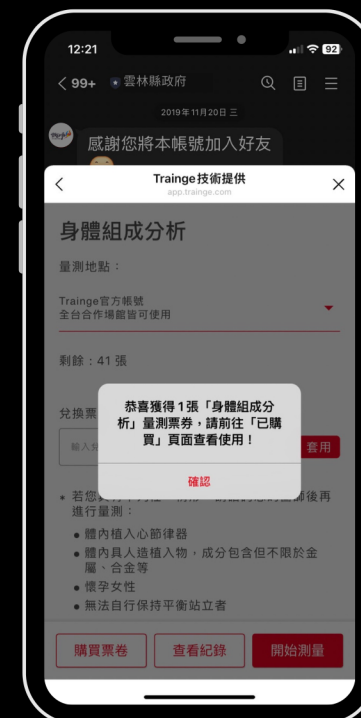 12:21
92
99+
雲林縣政府
2019年11月20日 三
感謝您將本帳號加入好友
Trainge技術提供
app.trainge.com
身體組成分析
量測地點：
Trainge官方帳號
全台合作場館皆可使用
剩餘：41 張
兌換票
恭喜獲得1張「身體組成分
析」量測票券，請前往「已購
買」頁面查看使用！
確認
套用
* 若您
後再
進行量測：
• 體內植入心節律器
• 體內具人造植入物，成分包含但不限於金
屬、合金等
• 懷孕女性
• 無法自行保持平衡站立者
購買票卷
查看紀錄
開始測量